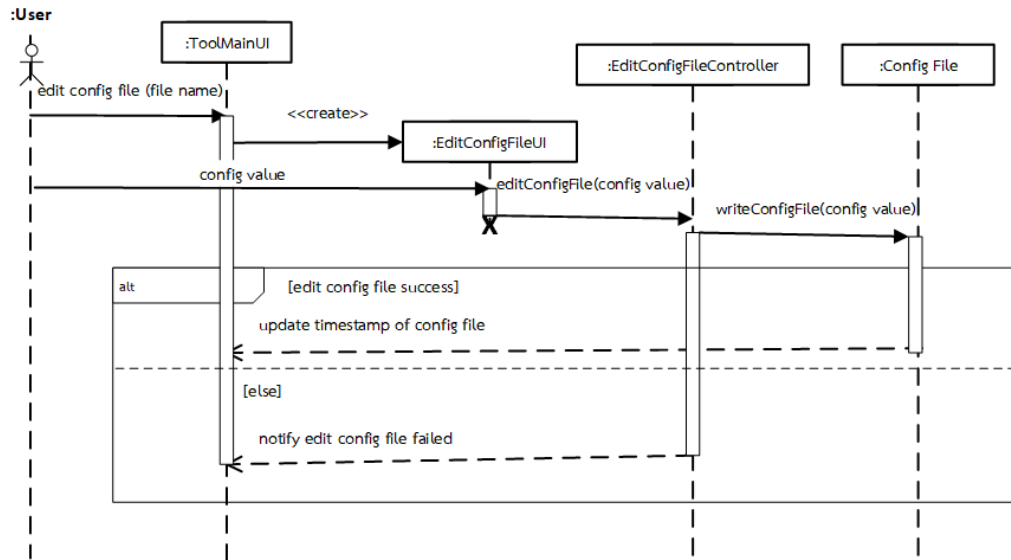 :User
:ToolMainUI
:EditConfigFileController
:Config File
edit config file (file name)
<<create>>
:EditConfigFileUI
config value
editConfigFile(config value)
writeConfigFile(config value)
X
alt
[edit config file success]
update timestamp of config file
[else]
notify edit config file failed